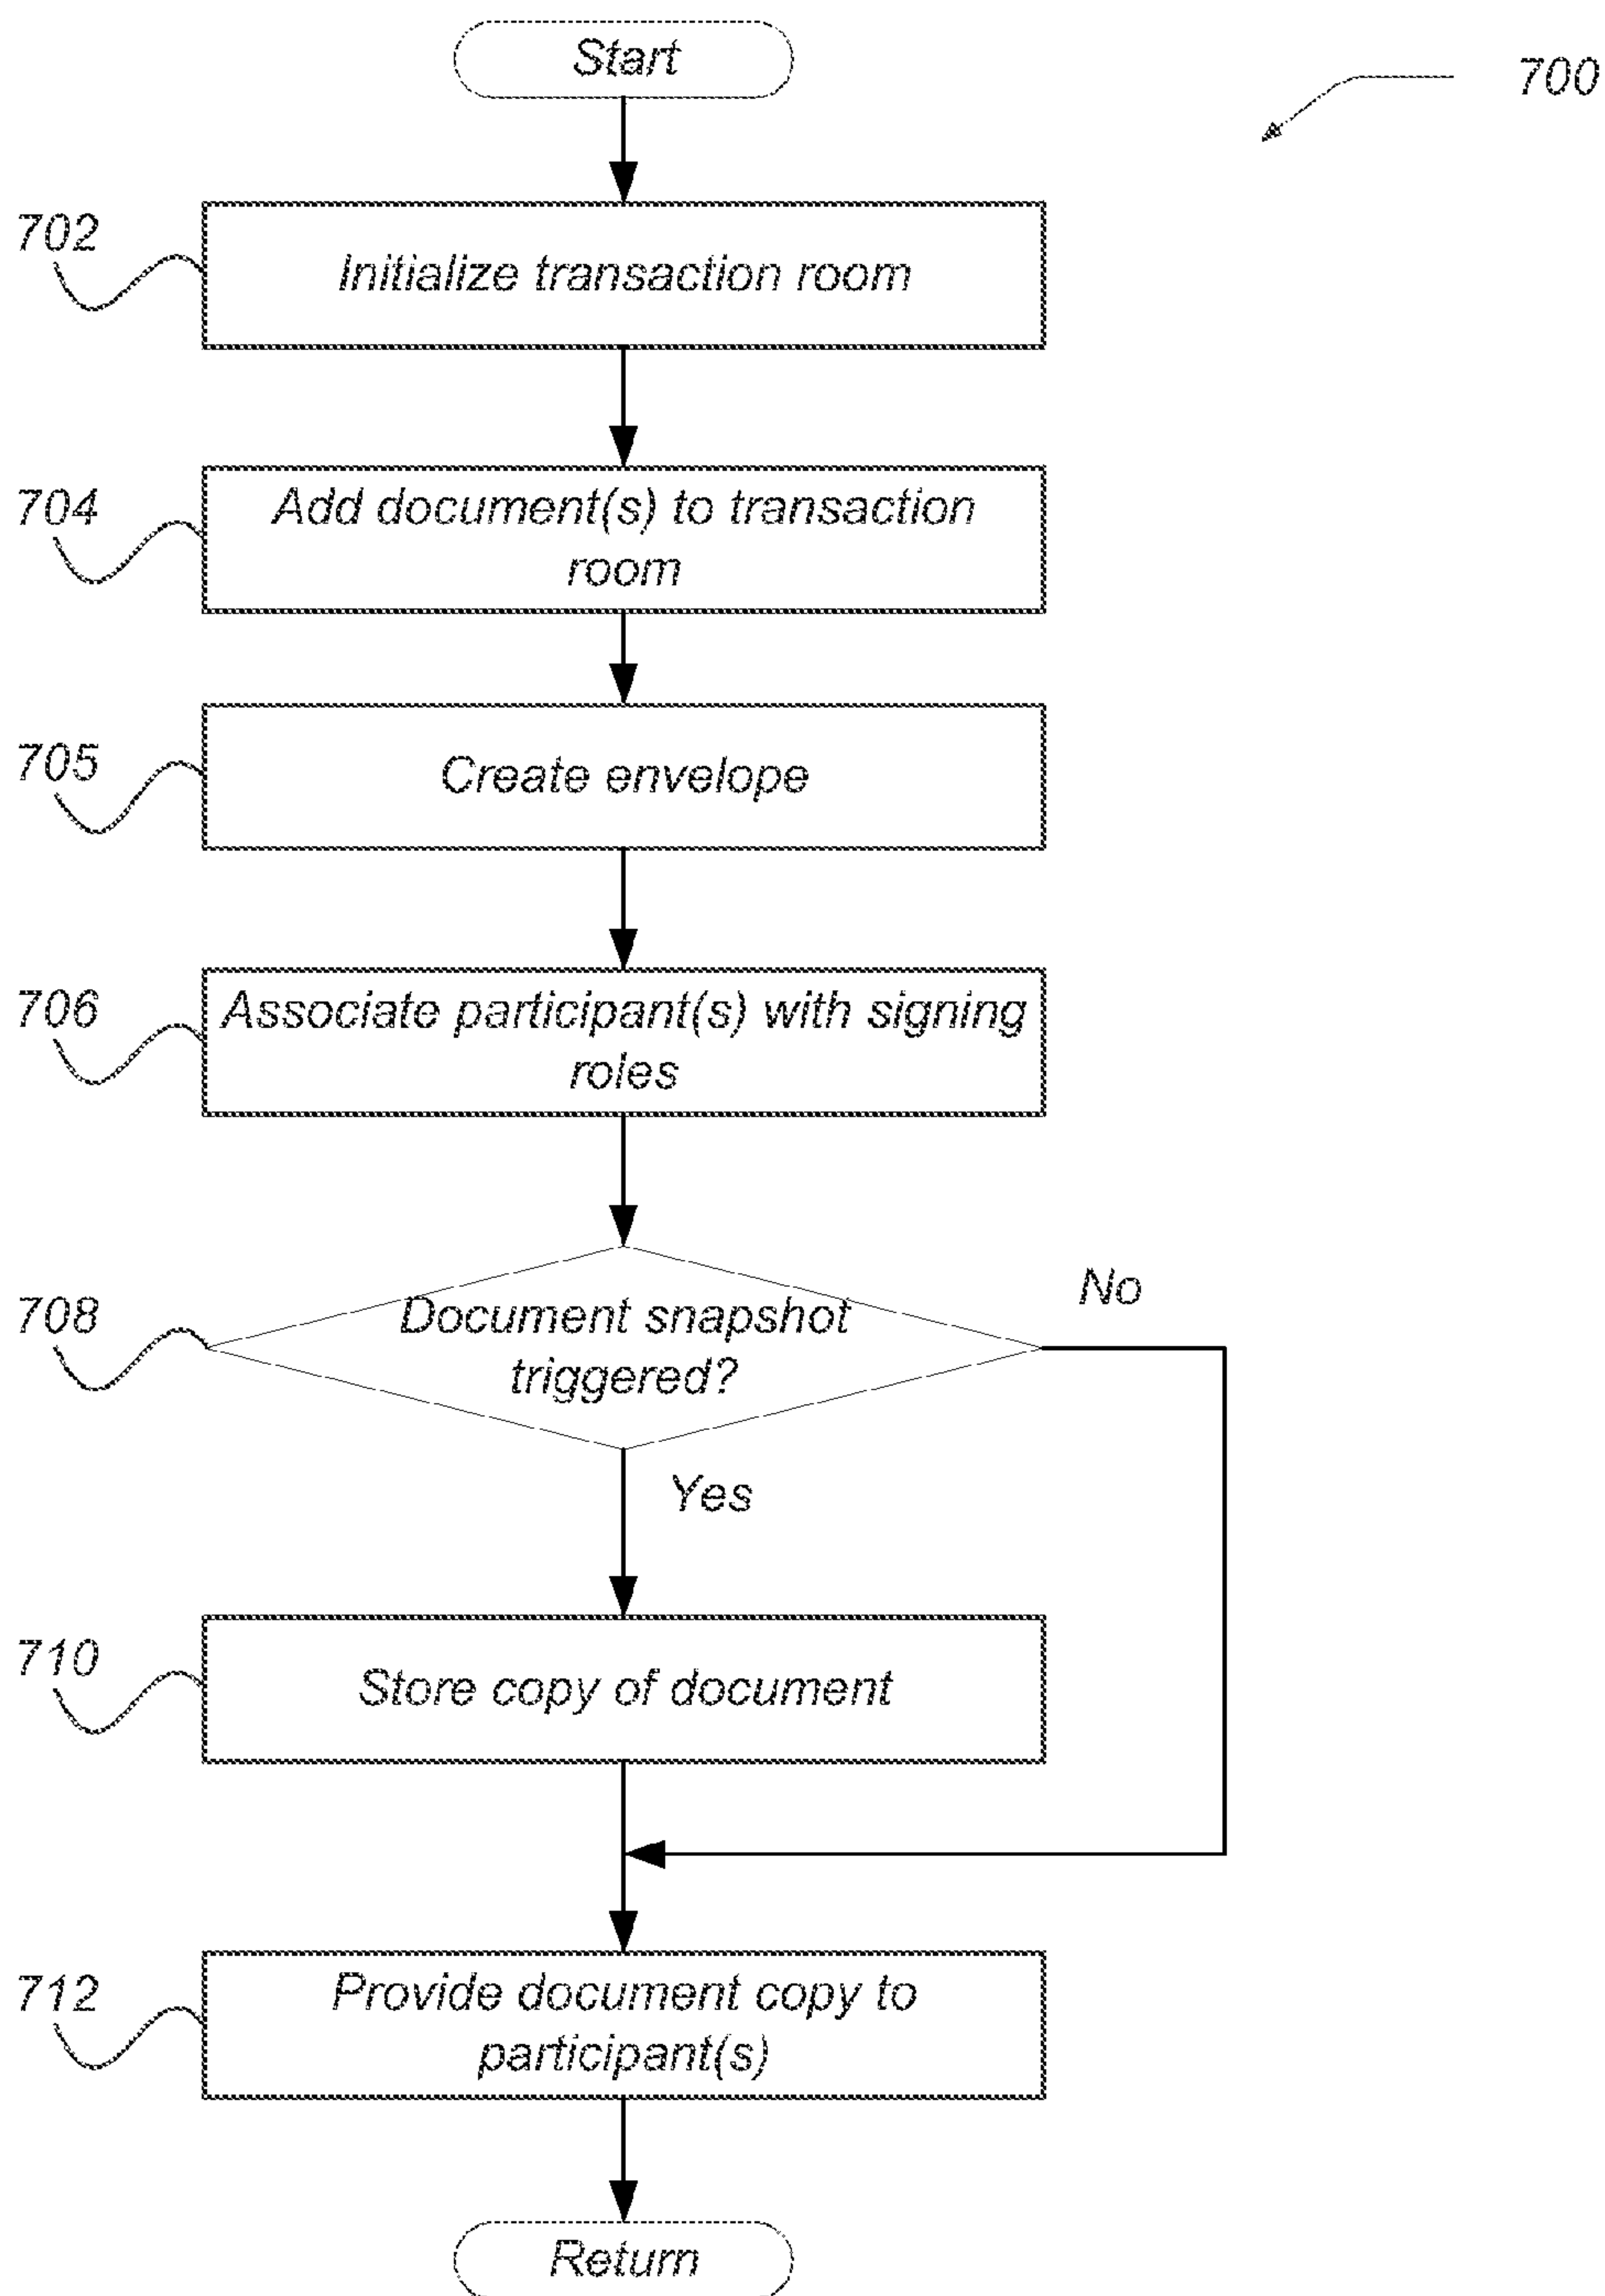 Start
700
702
Initialize transaction room
704
Add document(s) to transaction
room
705
Create envelope
706
Associate participant(s) with signing
roles
708
Document snapshot
triggered?
No
Yes
710
Store copy of document
712
Provide document copy to
participant(s)
Return